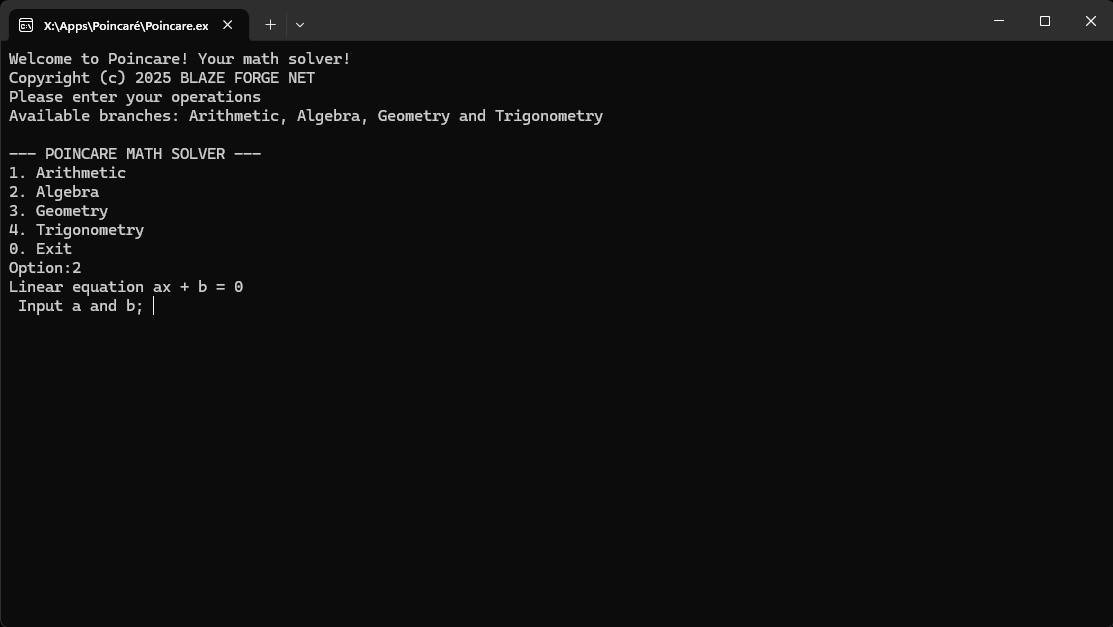 X:\Apps\Poincaré\Poincare.ex
Welcome to Poincare! Your math solver!
Copyright (c) 2025 BLAZE FORGE NET
Please enter your operations
Available branches: Arithmetic, Algebra, Geometry and Trigonometry
--- POINCARE MATH SOLVER ---
1. Arithmetic
2. Algebra
3. Geometry
4. Trigonometry
0. Exit
Option:2
Linear equation ax + b = 0
Input a and b;